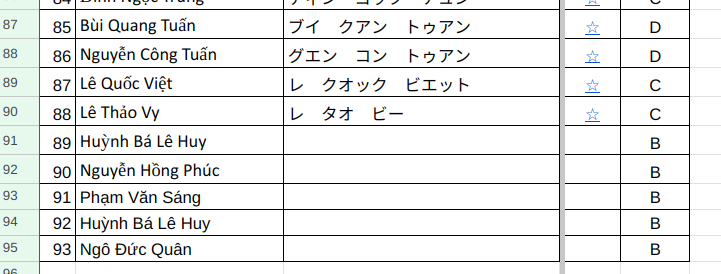 84 Đinh Ngọc Trung ☆ C
87 85 Bùi Quang Tuấn ブイ クアン トゥアン ☆ D
88 86 Nguyễn Công Tuấn グエン コン トゥアン ☆ D
89 87 Lê Quốc Việt レ クオック ビエット ☆ C
90 88 Lê Thảo Vy レ タオ ビー ☆ C
91 89 Huỳnh Bá Lê Huy B
92 90 Nguyễn Hồng Phúc B
93 91 Phạm Văn Sáng B
94 92 Huỳnh Bá Lê Huy B
95 93 Ngô Đức Quân B
96